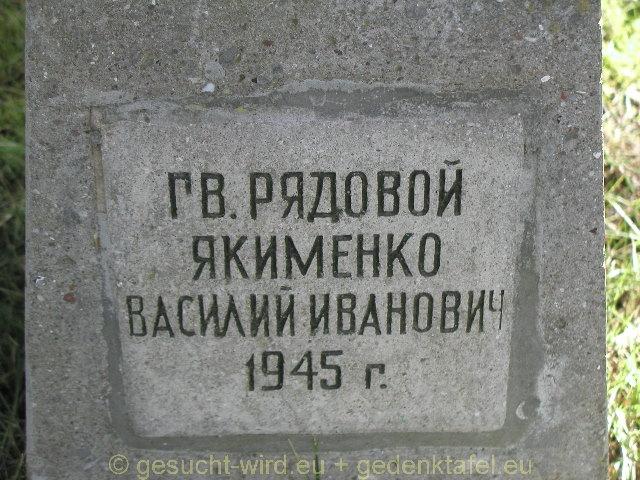 ГВ. РЯДОВОЙ
ЯКИМЕНКО
ВАСИЛИЙ ИВАНОВИЧ
1945 г.
© gesucht-wird.eu + gedenktafel.eu